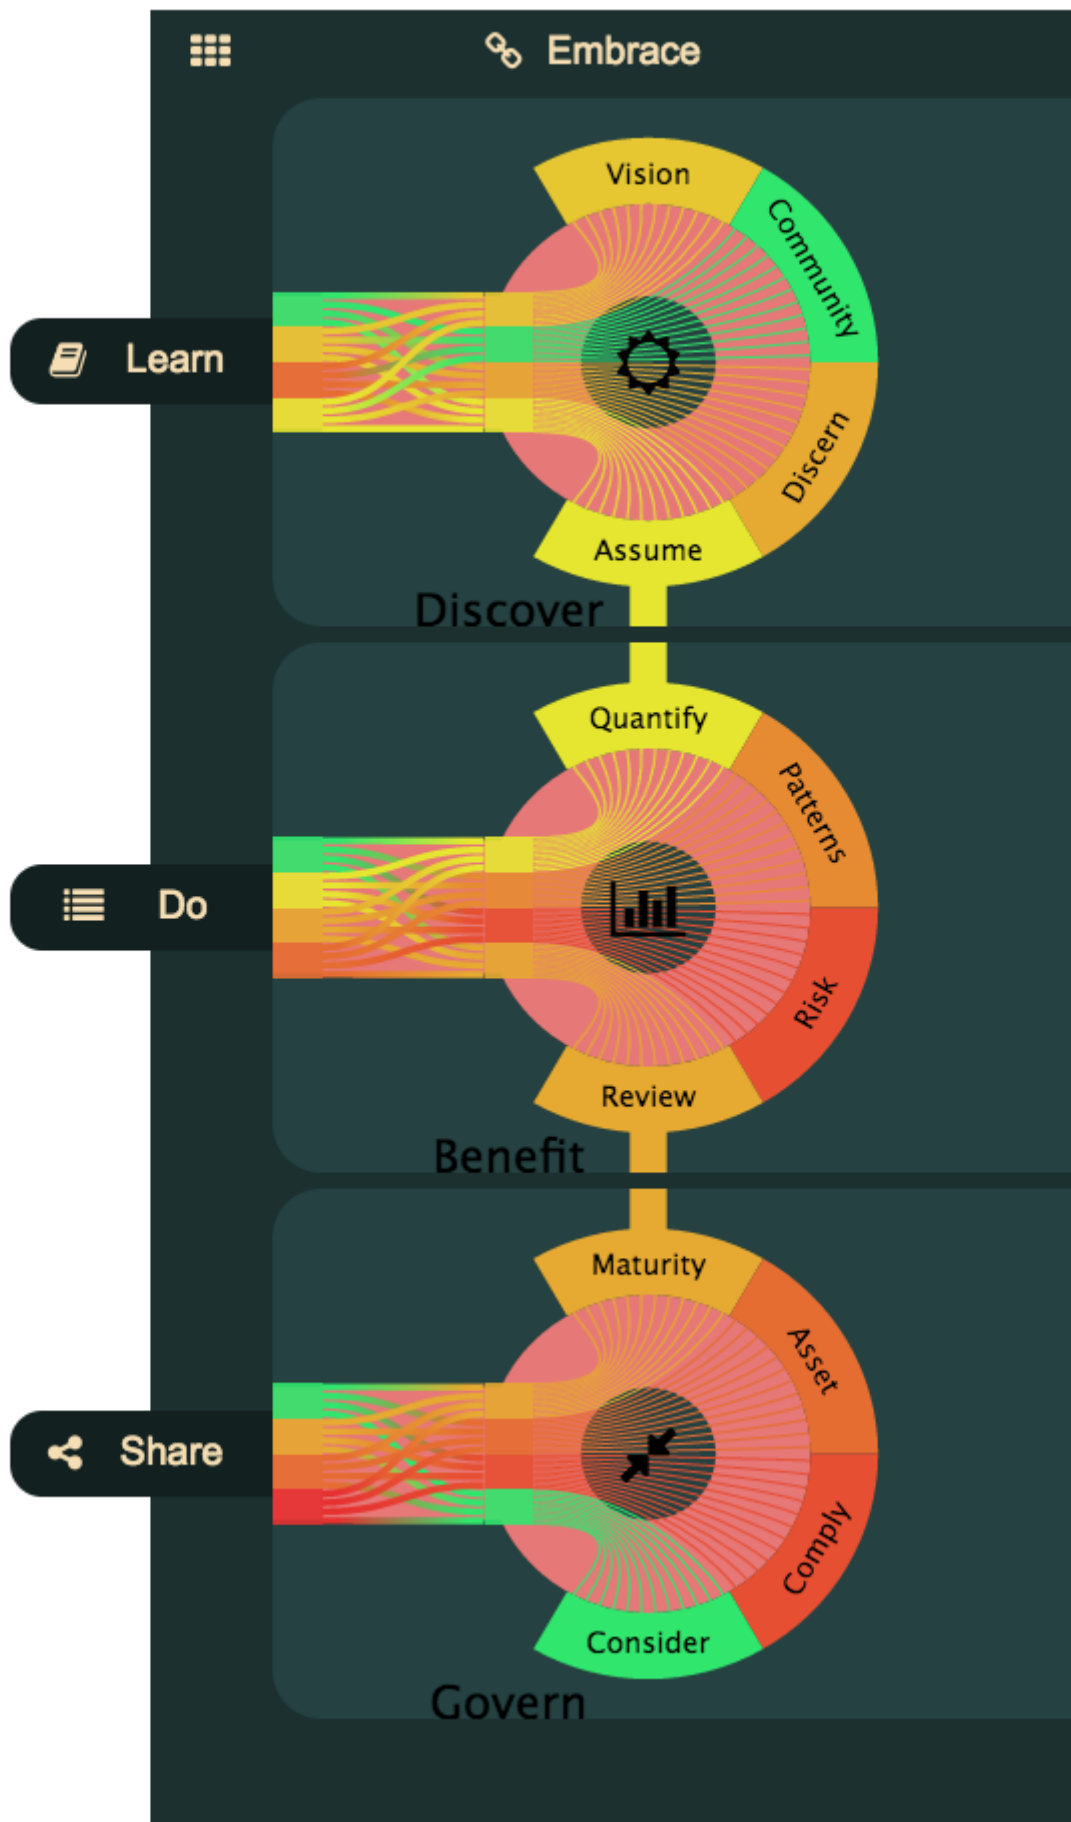 Embrace
Vision
Community
Learn
Discern
Assume
Discover
Quantify
Patterns
Do
Risk
Review
Benefit
Maturity
Asset
Share
Comply
Consider
Govern